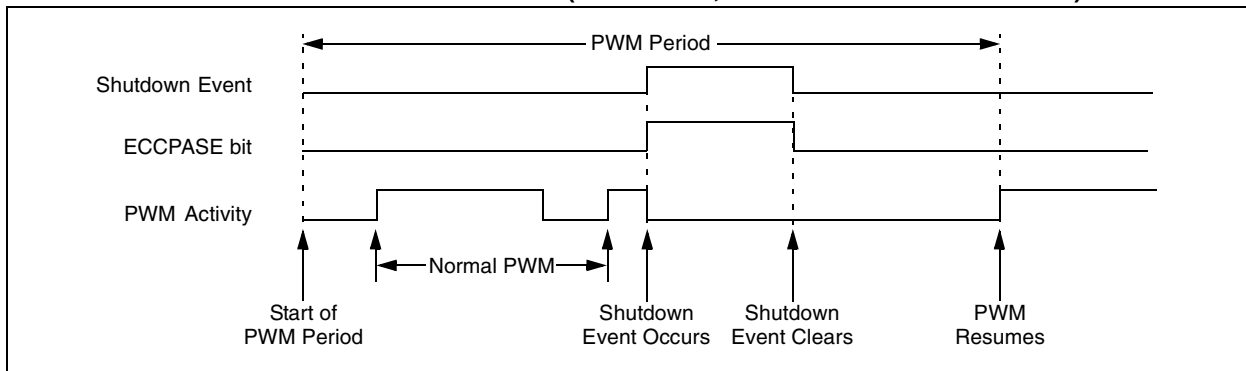 PWM Period
Shutdown Event
ECCPASE bit
PWM Activity
Normal PWM
Start of
PWM Period
Shutdown
Event Occurs
Shutdown
Event Clears
PWM
Resumes